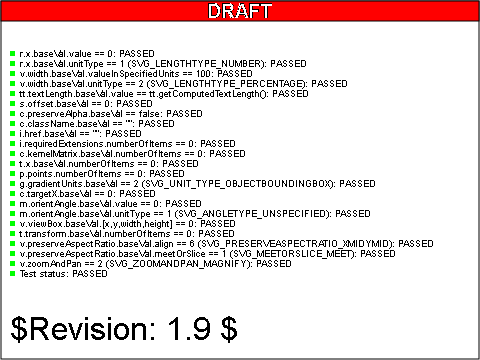 DRAFT
r.x.baseVal.value == 0: PASSED
r.x.baseVal.unitType == 1 (SVG_LENGTHTYPE_NUMBER): PASSED
v.width.baseVal.valueInSpecifiedUnits == 100: PASSED
v.width.baseVal.unitType == 2 (SVG_LENGTHTYPE_PERCENTAGE): PASSED
tt.textLength.baseVal.value == tt.getComputedTextLength(): PASSED
s.offset.baseVal == 0: PASSED
c.preserveAlpha.baseVal == false: PASSED
c.className.baseVal == "": PASSED
i.href.baseVal == "": PASSED
i.requiredExtensions.numberOfItems == 0: PASSED
c.kernelMatrix.baseVal.numberOfItems == 0: PASSED
t.x.baseVal.numberOfItems == 0: PASSED
p.points.numberOfItems == 0: PASSED
g.gradientUnits.baseVal == 2 (SVG_UNIT_TYPE_OBJECTBOUNDINGBOX): PASSED
c.targetX.baseVal == 0: PASSED
m.orientAngle.baseVal.value == 0: PASSED
m.orientAngle.baseVal.unitType == 1 (SVG_ANGLETYPE_UNSPECIFIED): PASSED
v.viewBox.baseVal.[x,y,width,height] == 0: PASSED
t.transform.baseVal.numberOfItems == 0: PASSED
v.preserveAspectRatio.baseVal.align == 6 (SVG_PRESERVEASPECTRATIO_XMIDYMID): PASSED
v.preserveAspectRatio.baseVal.meetOrSlice == 1 (SVG_MEETORSLICE_MEET): PASSED
v.zoomAndPan == 2 (SVG_ZOOMANDPAN_MAGNIFY): PASSED
Test status: PASSED
$Revision: 1.9 $